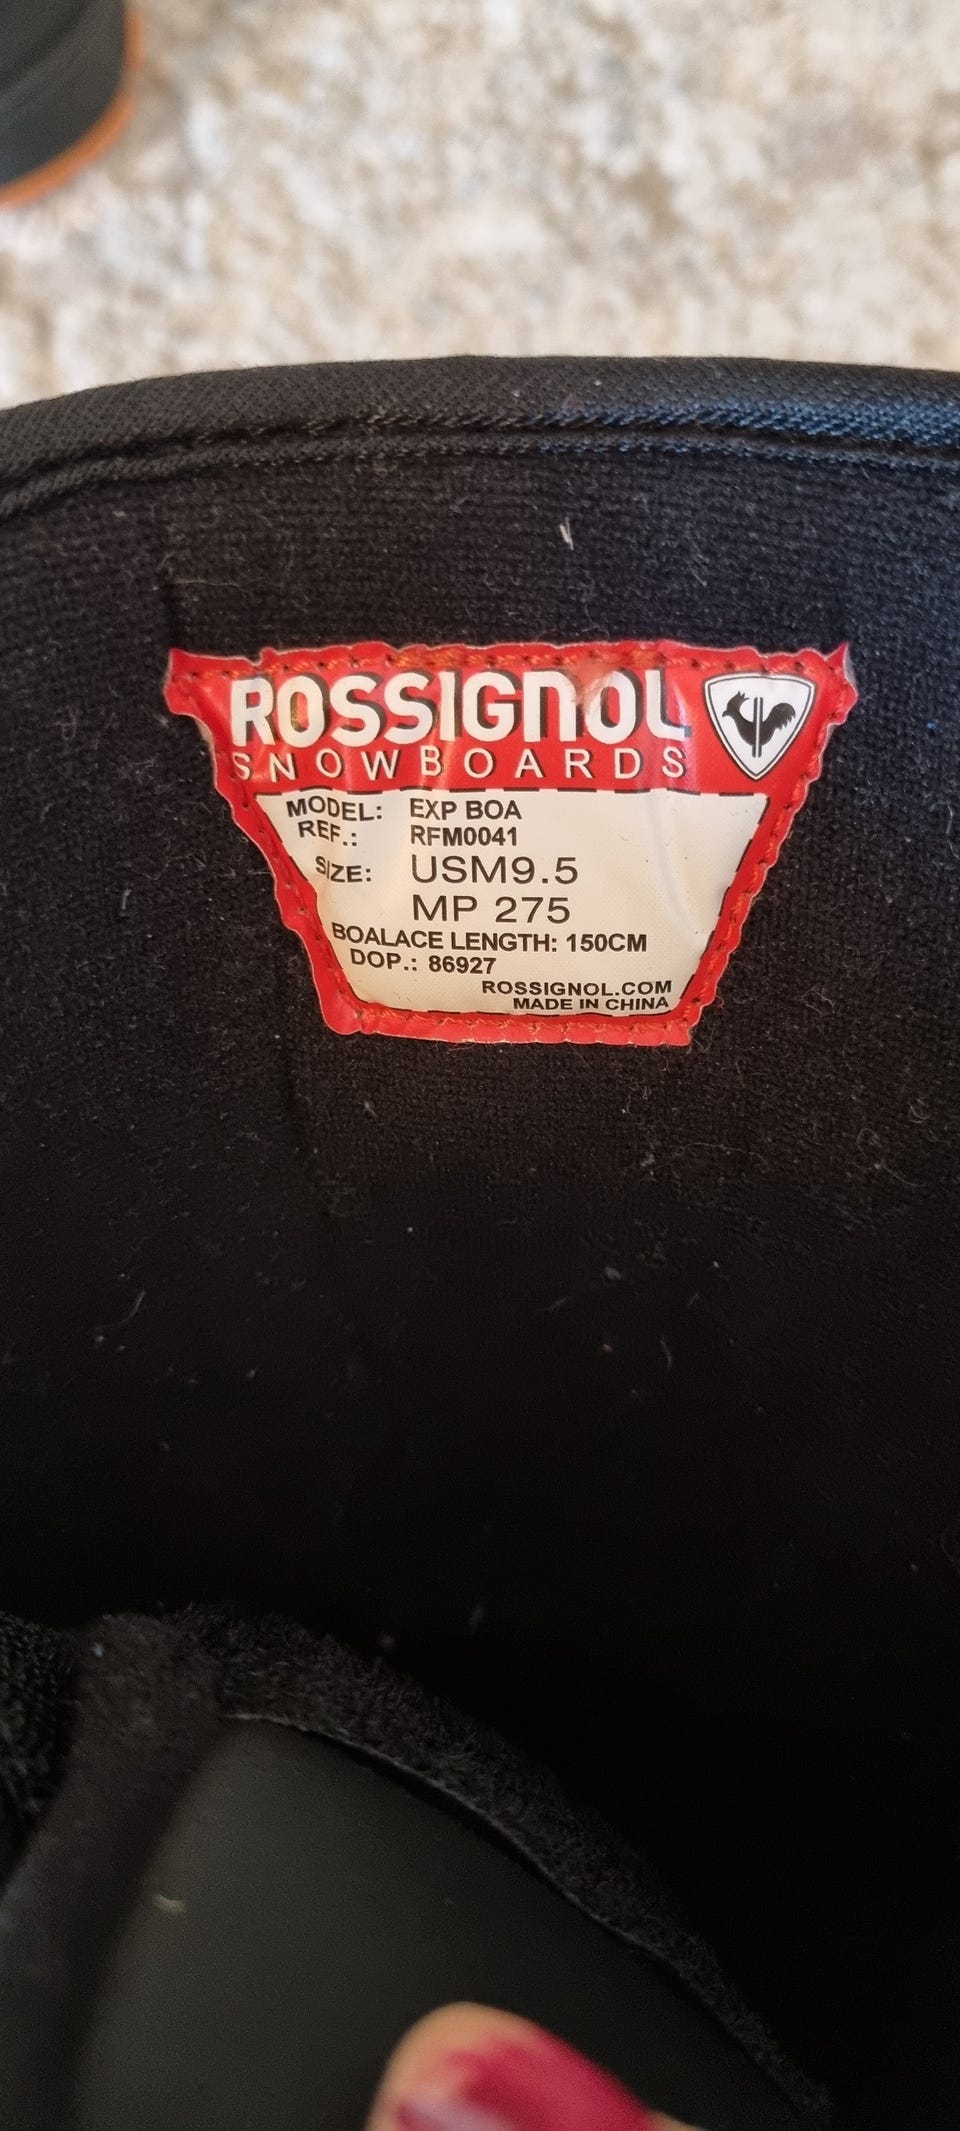 ROSSIGNOL
SNOWBOARDS
MODEL: EXP BOA
REF.: RFM0041
SIZE: USM9.5
MP 275
BOALACE LENGTH: 150CM
DOP.: 86927
ROSSIGNOL.COM
MADE IN CHINA